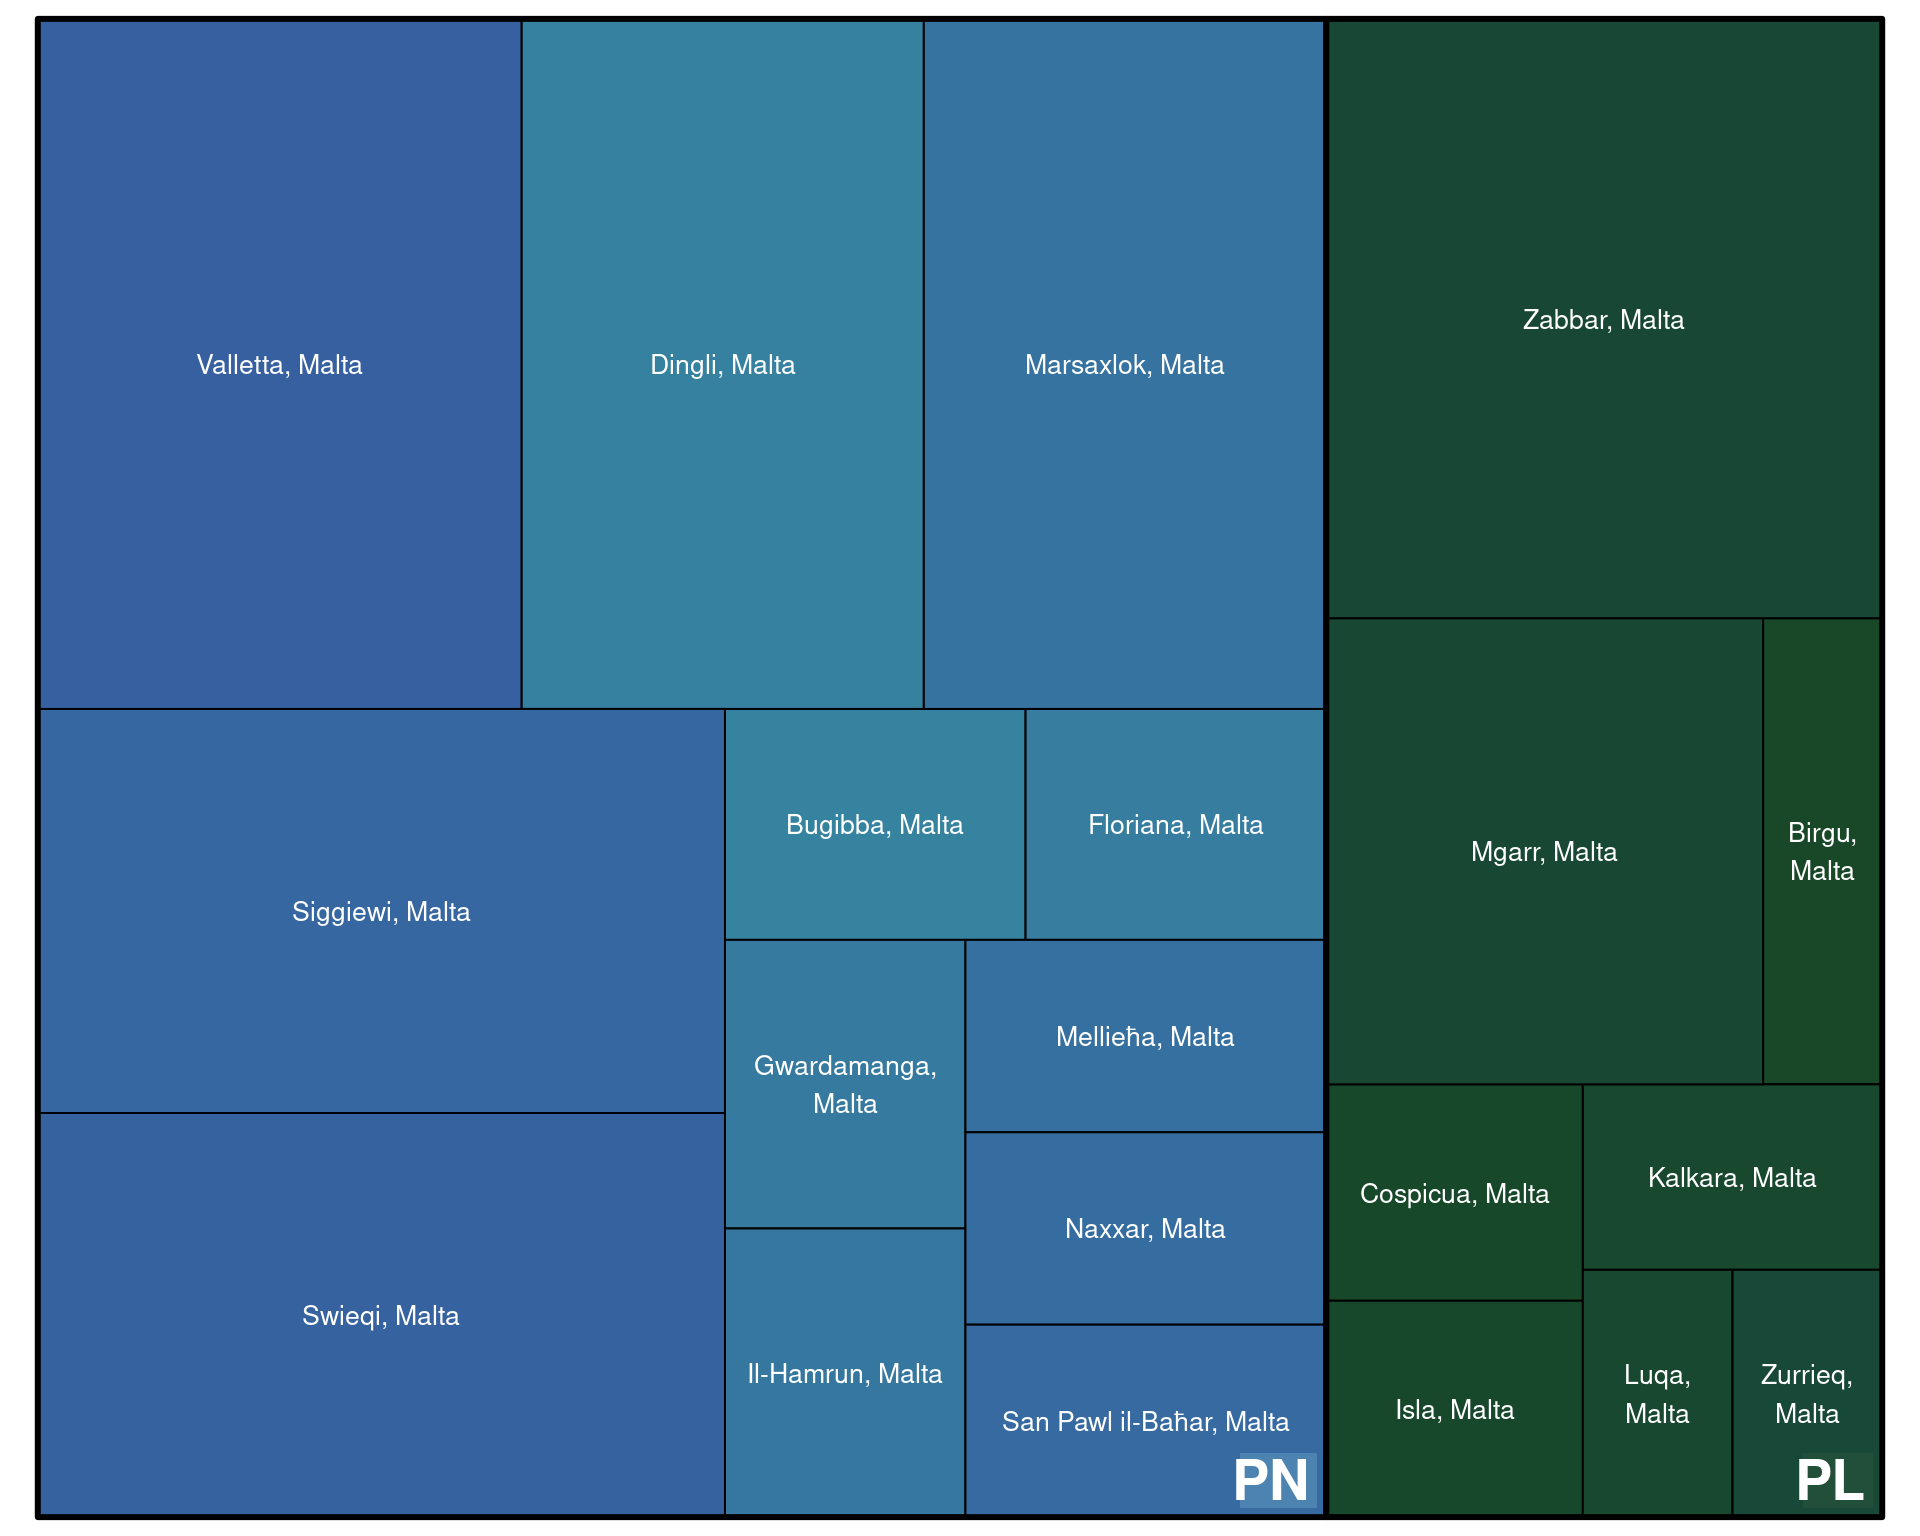 Valletta, Malta
Dingli, Malta
Marsaxlok, Malta
Zabbar, Malta
Siggiewi, Malta
Bugibba, Malta
Floriana, Malta
Mgarr, Malta
Birgu,
Malta
Gwardamanga,
Malta
Mellieħa, Malta
Swieqi, Malta
Naxxar, Malta
Il-Hamrun, Malta
San Pawl il-Baħar, Malta
Cospicua, Malta
Kalkara, Malta
Isla, Malta
Luqa,
Malta
Zurrieq,
Malta
PN
PL